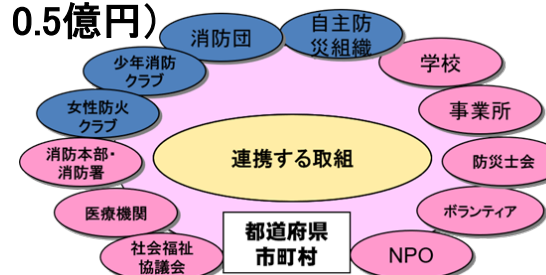 0.5億円）
消防団
自主防
災組織
少年消防
クラブ
学校
女性防火
クラブ
事業所
連携する取組
消防本部・
消防署
防災士会
医療機関
ボランティア
都道府県
市町村
社会福祉
協議会
NPO